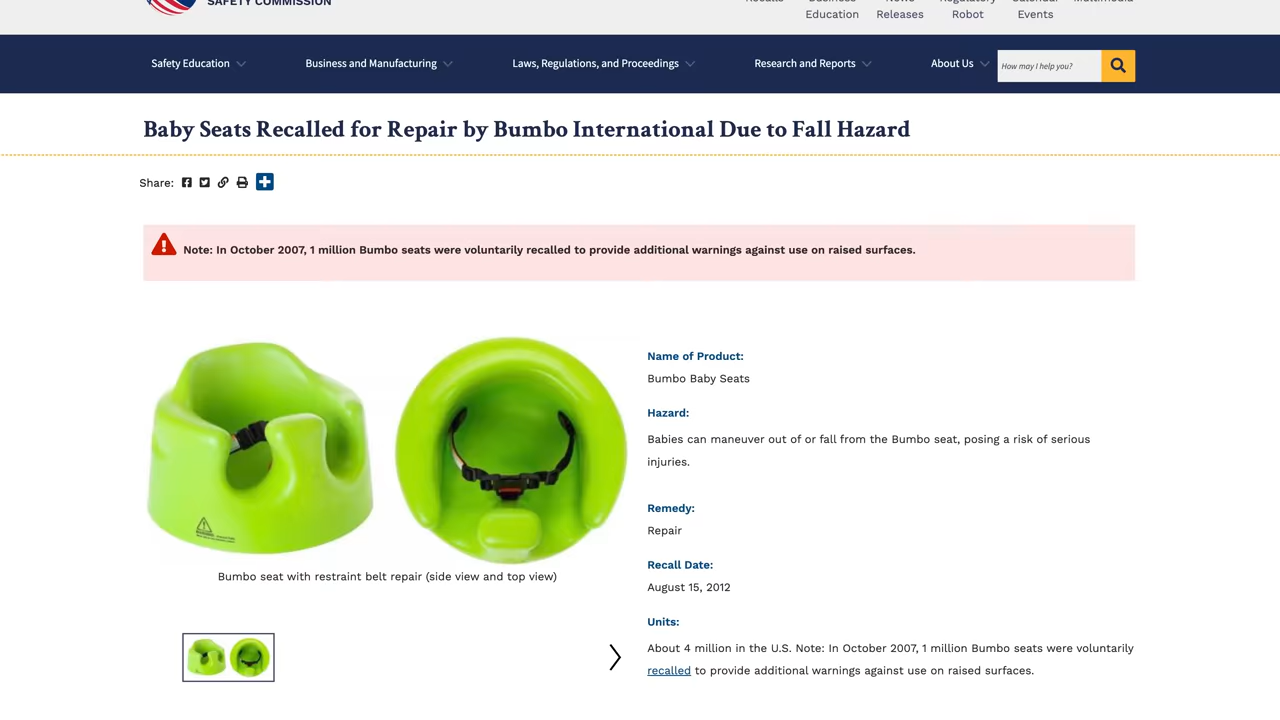 SAFETY COMMISSION
Recalls Business Education News Releases Regulatory Robot Calendar Events Multimedia
Safety Education Business and Manufacturing Laws, Regulations, and Proceedings Research and Reports About Us How may I help you?
Baby Seats Recalled for Repair by Bumbo International Due to Fall Hazard
Share:
Note: In October 2007, 1 million Bumbo seats were voluntarily recalled to provide additional warnings against use on raised surfaces.
Bumbo seat with restraint belt repair (side view and top view)
Name of Product:
Bumbo Baby Seats
Hazard:
Babies can maneuver out of or fall from the Bumbo seat, posing a risk of serious
injuries.
Remedy:
Repair
Recall Date:
August 15, 2012
Units:
About 4 million in the U.S. Note: In October 2007, 1 million Bumbo seats were voluntarily
recalled to provide additional warnings against use on raised surfaces.